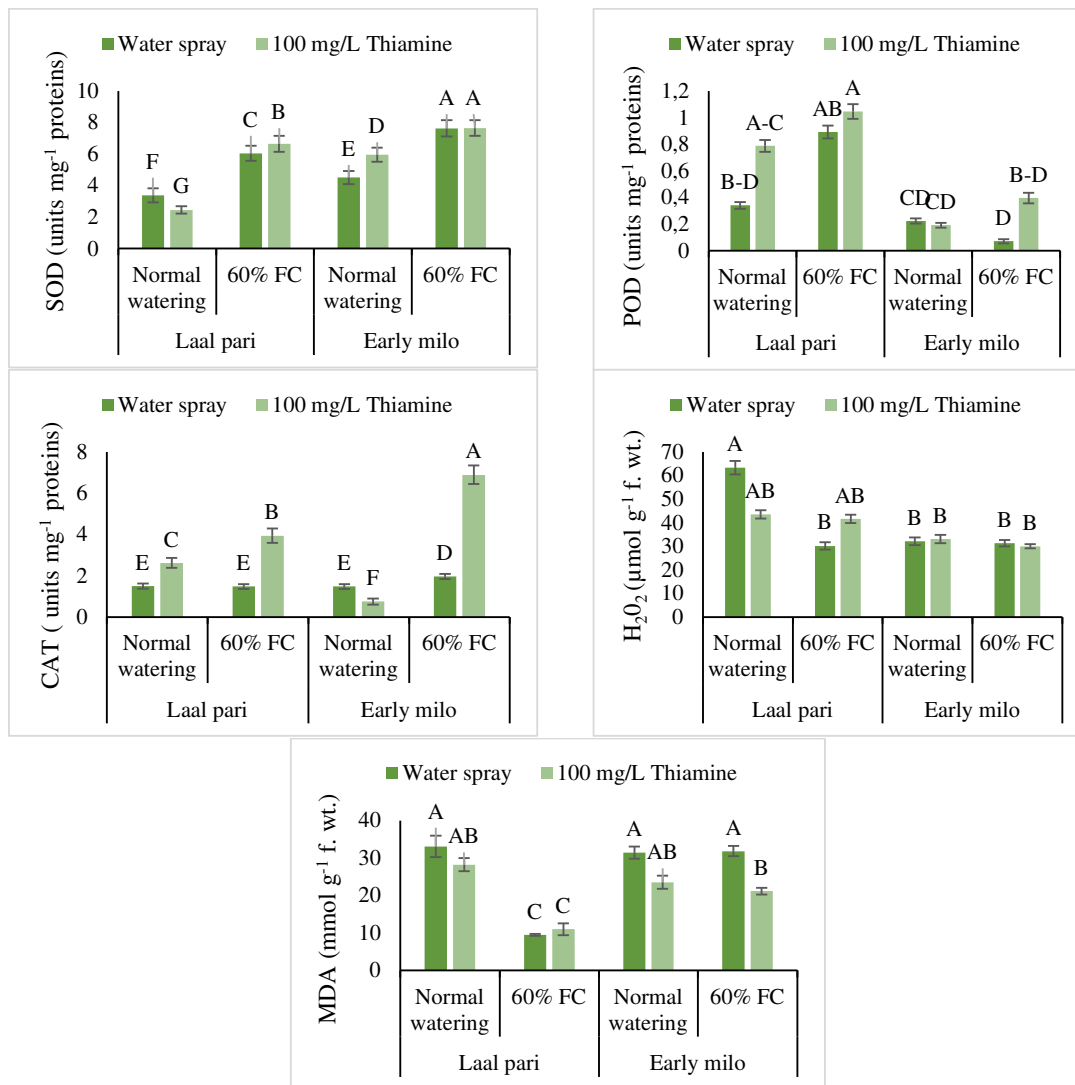 Water spray 100 mg/L Thiamine
SOD (units mg⁻¹ proteins)
10
8
6
4
2
0
F G C B E D A A
Normal watering 60% FC Normal watering 60% FC
Laal pari Early milo
Water spray 100 mg/L Thiamine
POD (units mg⁻¹ proteins)
1,2
1
0,8
0,6
0,4
0,2
0
B-D A-C AB A CD CD D B-D
Normal watering 60% FC Normal watering 60% FC
Laal pari Early milo
Water spray 100 mg/L Thiamine
CAT ( units mg⁻¹ proteins)
8
6
4
2
0
E C E B E F D A
Normal watering 60% FC Normal watering 60% FC
Laal pari Early milo
Water spray 100 mg/L Thiamine
H₂0₂ (µmol g⁻¹ f. wt.)
70
60
50
40
30
20
10
0
A AB B AB B B B B
Normal watering 60% FC Normal watering 60% FC
Laal pari Early milo
Water spray 100 mg/L Thiamine
MDA (mmol g⁻¹ f. wt.)
40
30
20
10
0
A AB C C A AB A B
Normal watering 60% FC Normal watering 60% FC
Laal pari Early milo